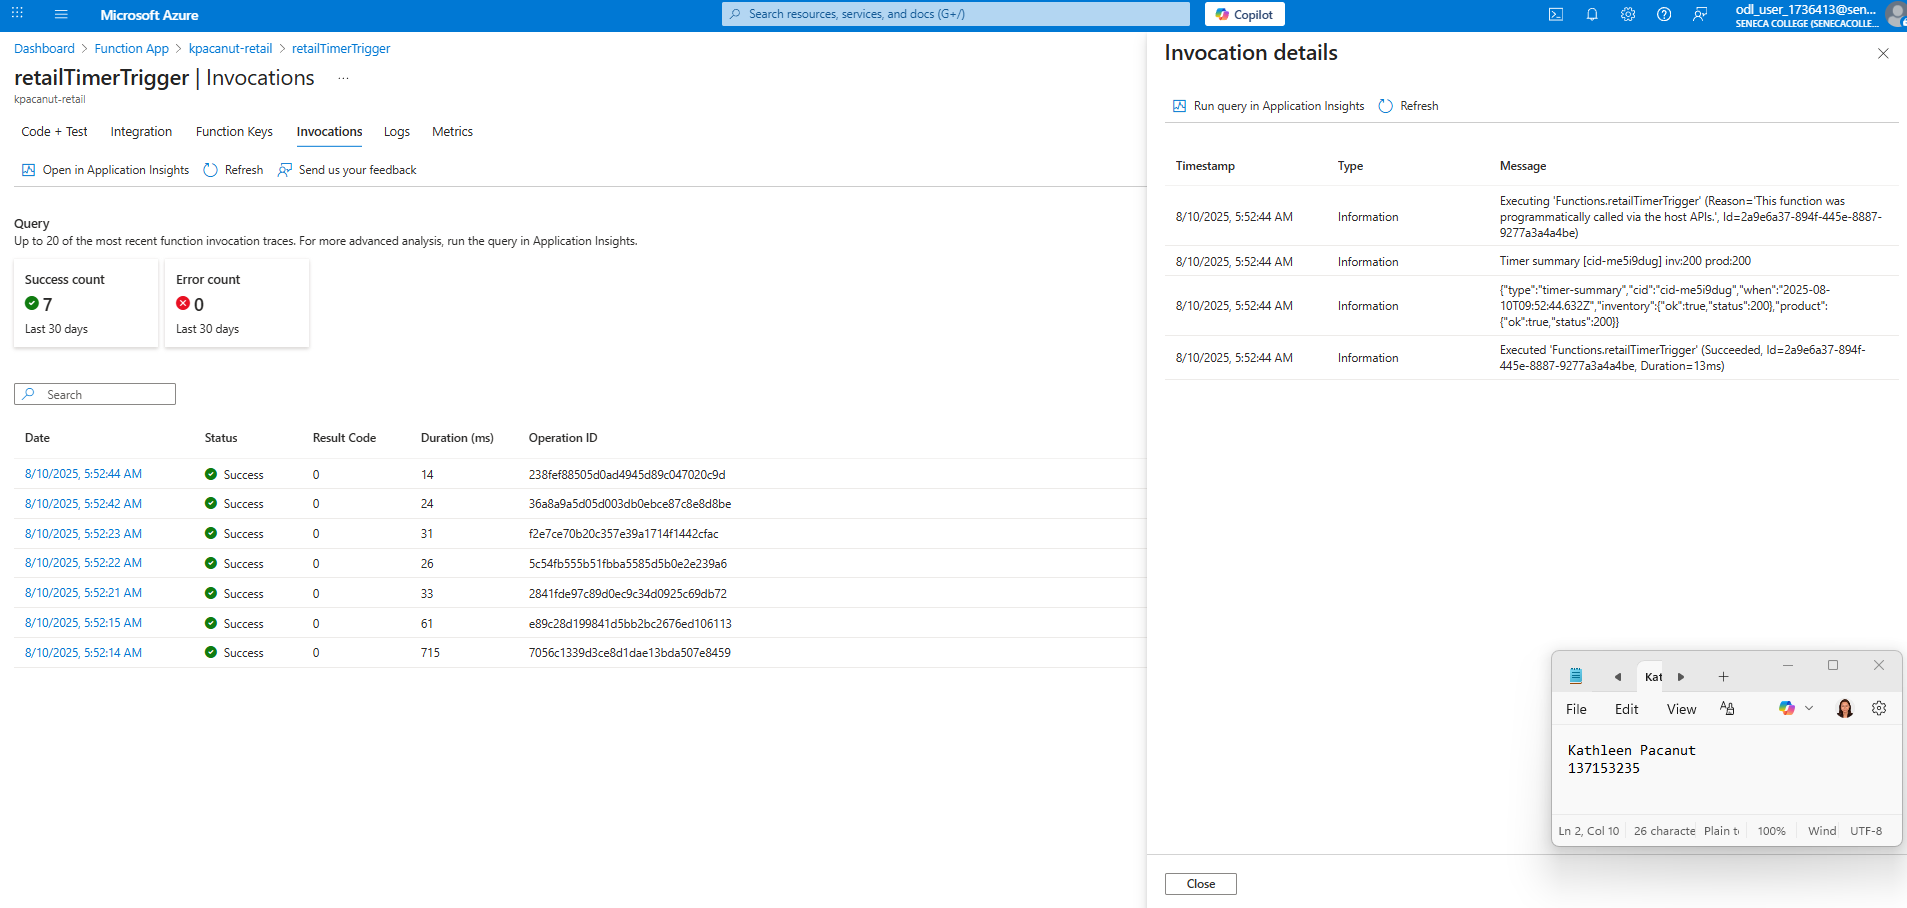 Microsoft Azure
Search resources, services, and docs (G+/)
Copilot
odl_user_1736413@sen...
SENECA COLLEGE (SENECACOLLE...
Dashboard > Function App > kpacanut-retail > retailTimerTrigger
retailTimerTrigger | Invocations ...
kpacanut-retail
Code + Test Integration Function Keys Invocations Logs Metrics
Open in Application Insights Refresh Send us your feedback
Query
Up to 20 of the most recent function invocation traces. For more advanced analysis, run the query in Application Insights.
Success count
7
Last 30 days
Error count
0
Last 30 days
Search
Date Status Result Code Duration (ms) Operation ID
8/10/2025, 5:52:44 AM Success 0 14 238fef88505d0ad4945d89c047020c9d
8/10/2025, 5:52:42 AM Success 0 24 36a8a9a5d05d003db0ebce87c8e8d8be
8/10/2025, 5:52:23 AM Success 0 31 f2e7ce70b20c357e39a1714f1442cfac
8/10/2025, 5:52:22 AM Success 0 26 5c54fb555b51fbba5585d5b0e2e239a6
8/10/2025, 5:52:21 AM Success 0 33 2841fde97c89d0ec9c34d0925c69db72
8/10/2025, 5:52:15 AM Success 0 61 e89c28d199841d5bb2bc2676ed106113
8/10/2025, 5:52:14 AM Success 0 715 7056c1339d3ce8d1dae13bda507e8459
Invocation details
Run query in Application Insights Refresh
Timestamp Type Message
8/10/2025, 5:52:44 AM Information Executing 'Functions.retailTimerTrigger' (Reason='This function was
programmatically called via the host APIs.', Id=2a9e6a37-894f-445e-8887-
9277a3a4a4be)
8/10/2025, 5:52:44 AM Information Timer summary [cid-me5i9dug] inv:200 prod:200
8/10/2025, 5:52:44 AM Information {"type":"timer-summary","cid":"cid-me5i9dug","when":"2025-08-
10T09:52:44.632Z","inventory":{"ok":true,"status":200},"product":
{"ok":true,"status":200}}
8/10/2025, 5:52:44 AM Information Executed 'Functions.retailTimerTrigger' (Succeeded, Id=2a9e6a37-894f-
445e-8887-9277a3a4a4be, Duration=13ms)
Kat
File Edit View
Kathleen Pacanut
137153235
Ln 2, Col 10 26 characte Plain t 100% Wind UTF-8
Close